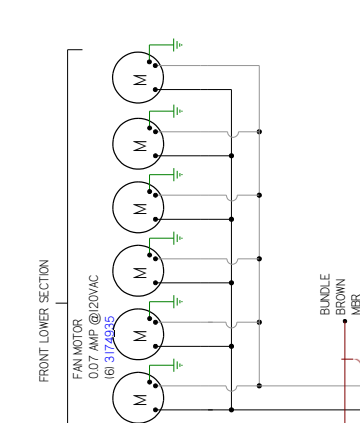 M
M
M
M
M
M
FRONT LOWER SECTION
FAN MOTOR
0.07 AMP @120VAC
(6) 3174935
BUNDLE
BROWN
MBR